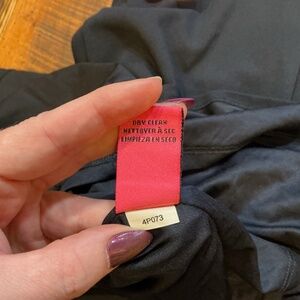 DRY CLEAN
NETTOYER À SEC
LIMPIEZA EN SECO
4P073